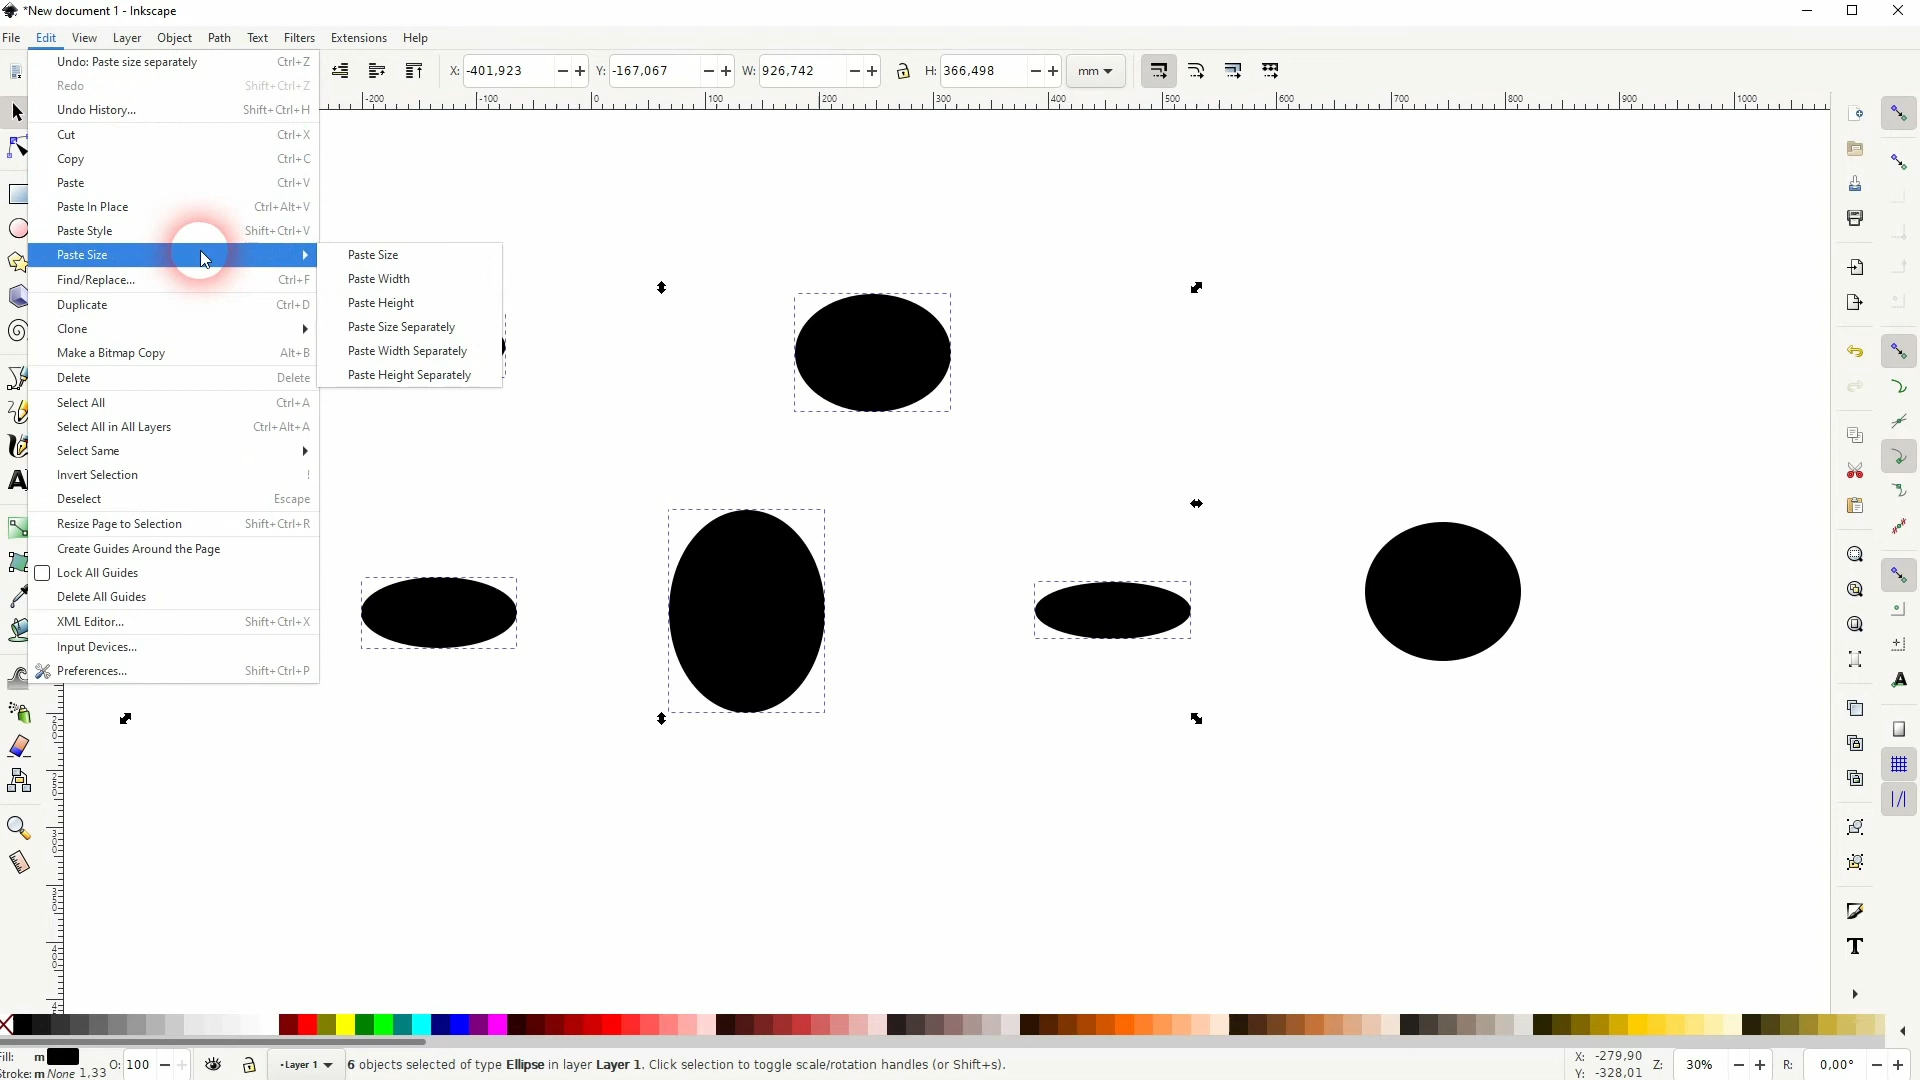 *New document 1 - Inkscape
File Edit View Layer Object Path Text Filters Extensions Help
X: -401,923 Y: -167,067 W: 926,742 H: 366,498 mm
Undo: Paste size separately Ctrl+Z
Redo Shift+Ctrl+Z
Undo History... Shift+Ctrl+H
Cut Ctrl+X
Copy Ctrl+C
Paste Ctrl+V
Paste In Place Ctrl+Alt+V
Paste Style Shift+Ctrl+V
Paste Size
Find/Replace... Ctrl+F
Duplicate Ctrl+D
Clone
Make a Bitmap Copy Alt+B
Delete Delete
Select All Ctrl+A
Select All in All Layers Ctrl+Alt+A
Select Same
Invert Selection !
Deselect Escape
Resize Page to Selection Shift+Ctrl+R
Create Guides Around the Page
Lock All Guides
Delete All Guides
XML Editor... Shift+Ctrl+X
Input Devices...
Preferences... Shift+Ctrl+P
Paste Size
Paste Width
Paste Height
Paste Size Separately
Paste Width Separately
Paste Height Separately
-200 -100 0 100 200 300 400 500 600 700 800 900 1000
Fill: m
Stroke: m None 1,33
O: 100
-Layer 1
6 objects selected of type Ellipse in layer Layer 1. Click selection to toggle scale/rotation handles (or Shift+s).
X: -279,90
Y: -328,01
Z: 30%
R: 0,00°